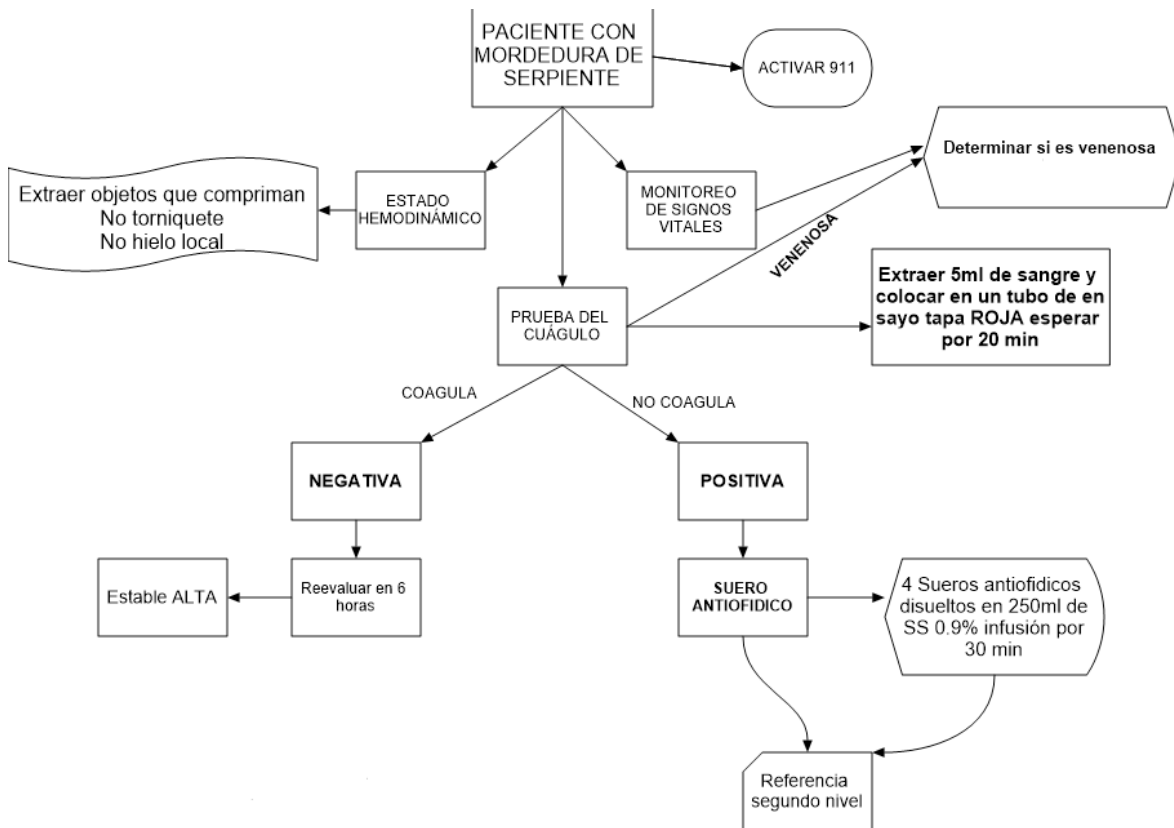 PACIENTE CON
MORDEDURA DE
SERPIENTE
ACTIVAR 911
Determinar si es venenosa
Extraer objetos que compriman
No torniquete
No hielo local
ESTADO
HEMODINÁMICO
MONITOREO
DE SIGNOS
VITALES
VENENOSA
PRUEBA DEL
CUÁGULO
Extraer 5ml de sangre y
colocar en un tubo de en
sayo tapa ROJA esperar
por 20 min
COAGULA
NO COAGULA
NEGATIVA
POSITIVA
Estable ALTA
Reevaluar en 6
horas
SUERO
ANTIOFIDICO
4 Sueros antiofidicos
disueltos en 250ml de
SS 0.9% infusión por
30 min
Referencia
segundo nivel